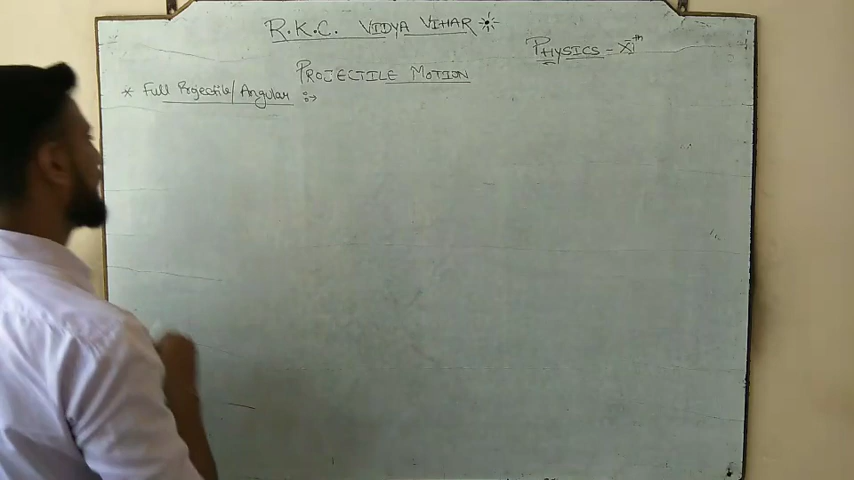 R.K.C. VIDYA VIHAR
PHYSICS - XIth
PROJECTILE MOTION
* Full Projectile/Angular :→